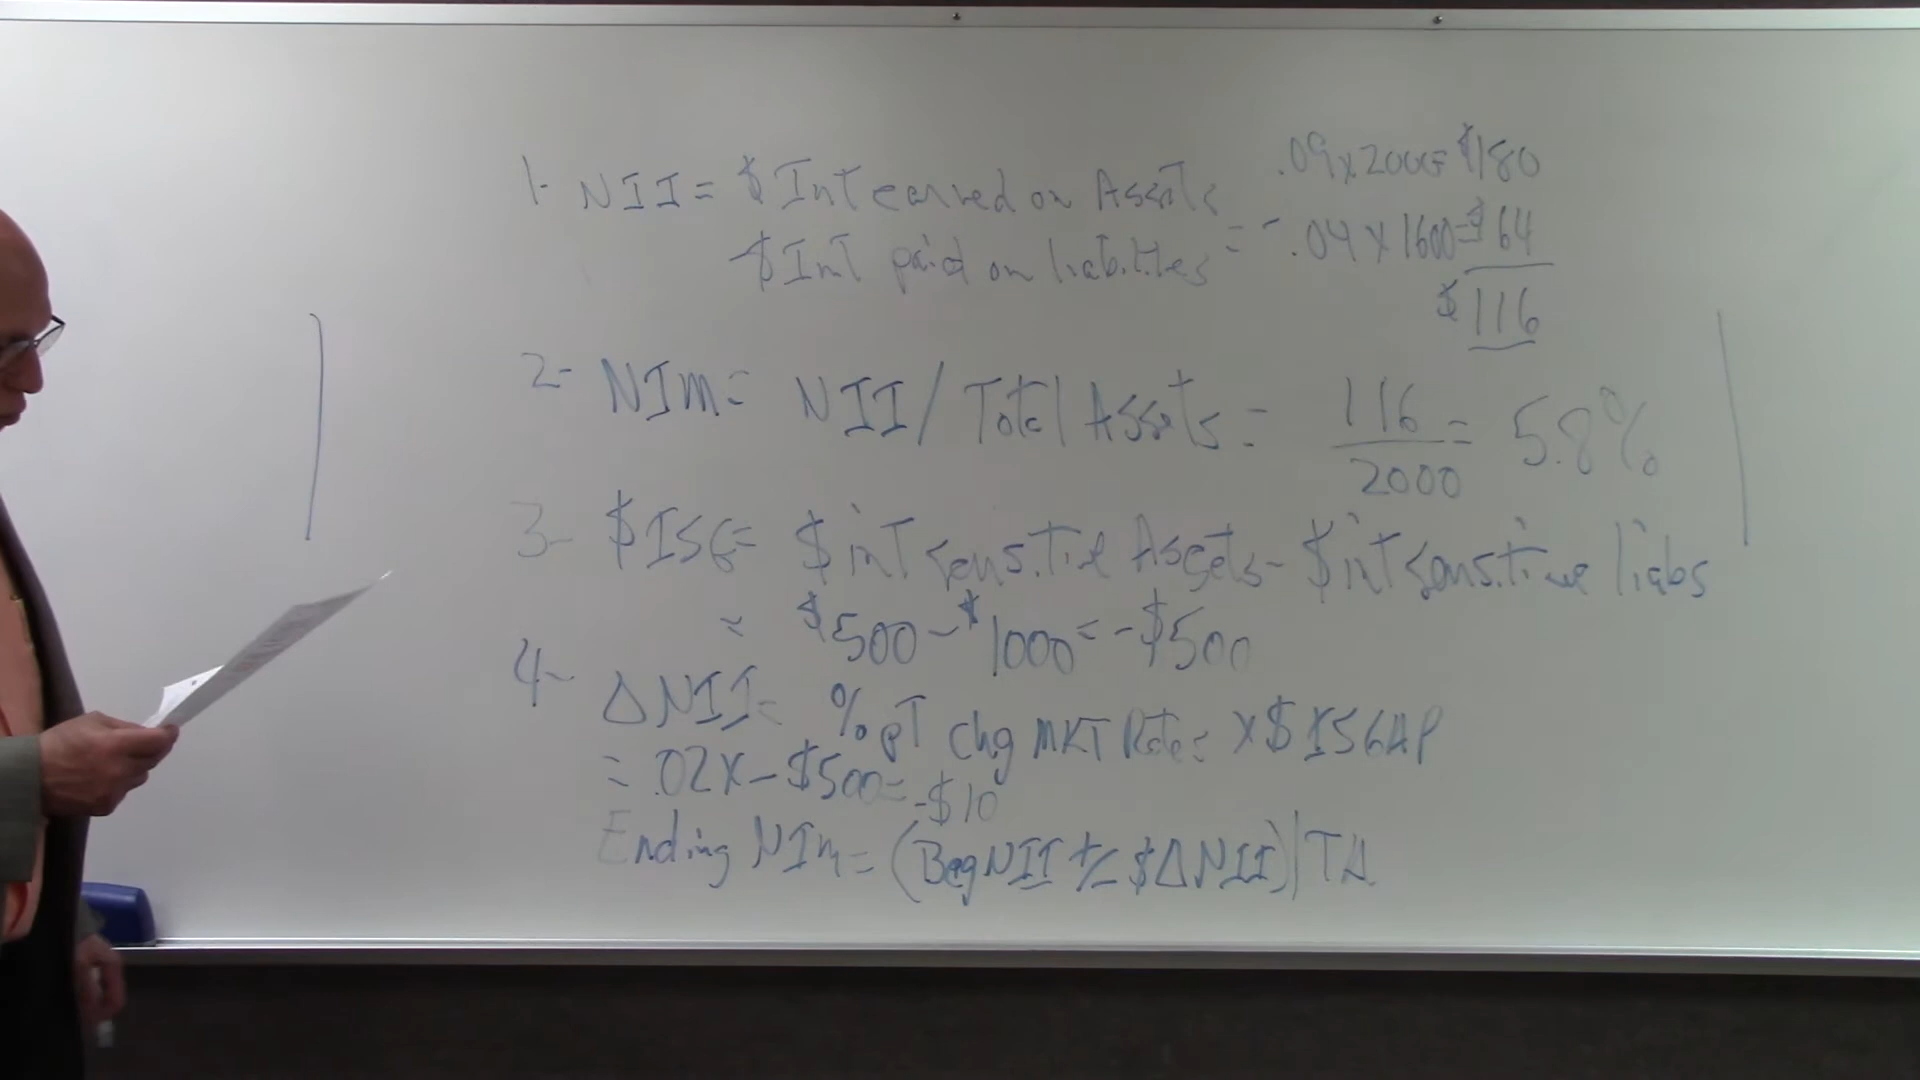 1- NII = $ Int earned on Assets
.09 x 2000 = $180
- $ Int paid on liabilities = - .04 x 1600 = $64
$116
2- NIM = NII / Total Assets = 116 / 2000 = 5.8%
3- $ISG = $ int sensitive Assets - $ int sensitive liabs
= $500 - $1000 = -$500
4- Δ NII = % pT chg MKT Rates x $ ISGAP
= .02 x -$500 = -$10
Ending NIM = (Beg NII +/- $ Δ NII) / TA